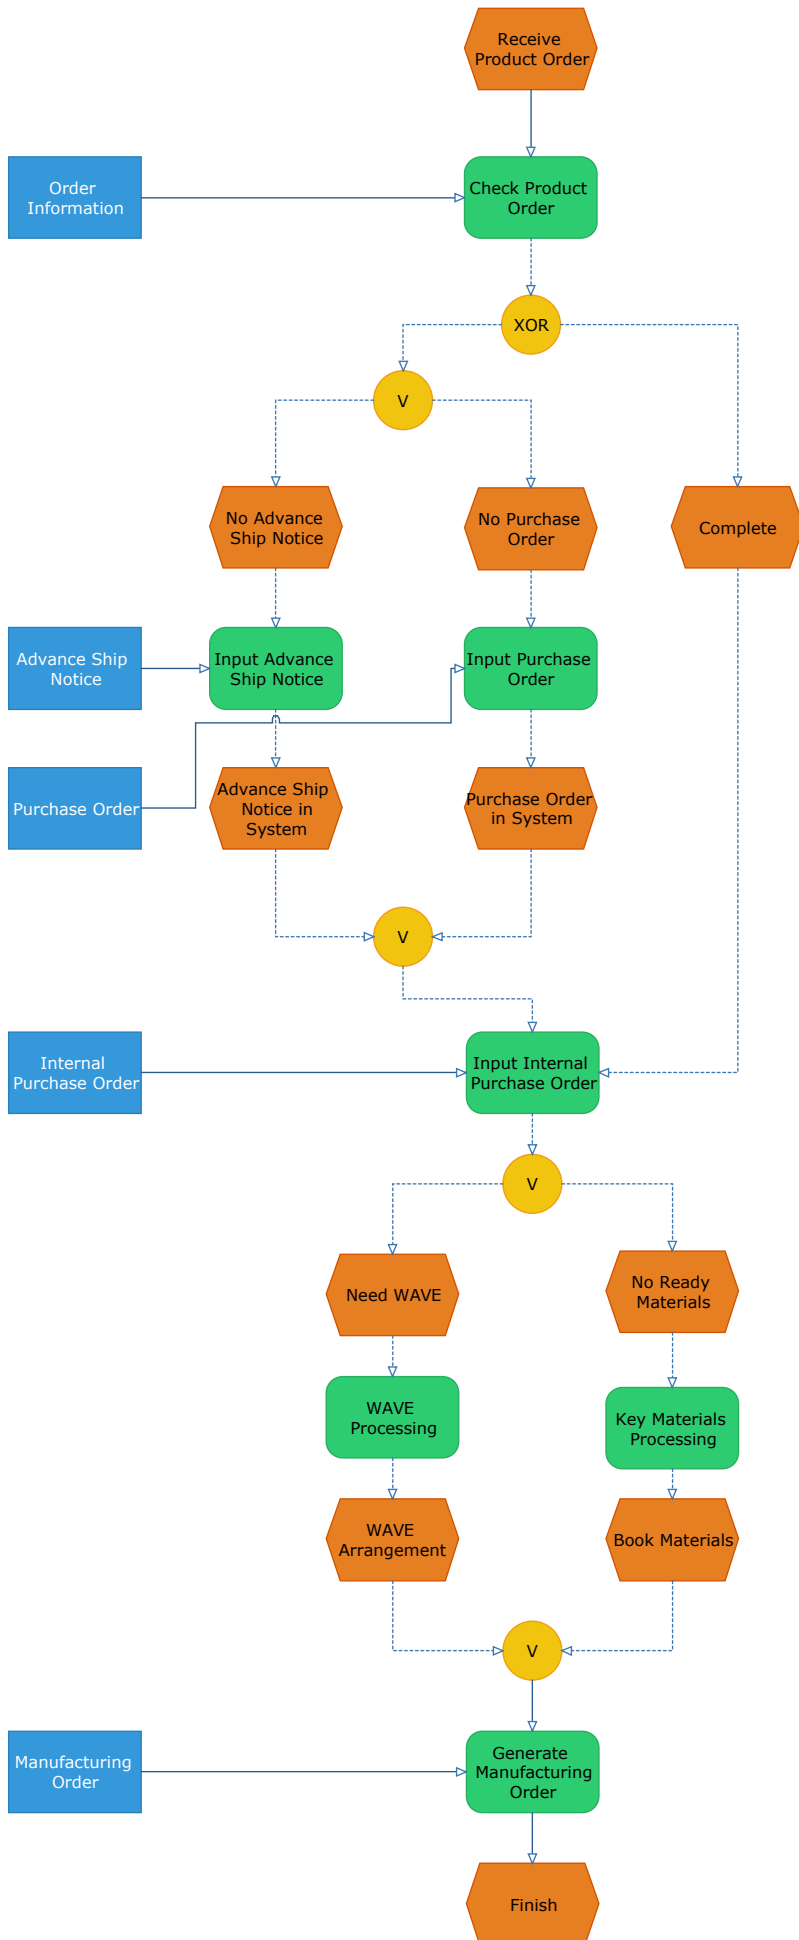 Receive
Product Order
Order
Information
Check Product
Order
XOR
V
No Advance
Ship Notice
No Purchase
Order
Complete
Advance Ship
Notice
Input Advance
Ship Notice
Input Purchase
Order
Purchase Order
Advance Ship
Notice in
System
Purchase Order
in System
V
Internal
Purchase Order
Input Internal
Purchase Order
V
Need WAVE
No Ready
Materials
WAVE
Processing
Key Materials
Processing
WAVE
Arrangement
Book Materials
V
Manufacturing
Order
Generate
Manufacturing
Order
Finish